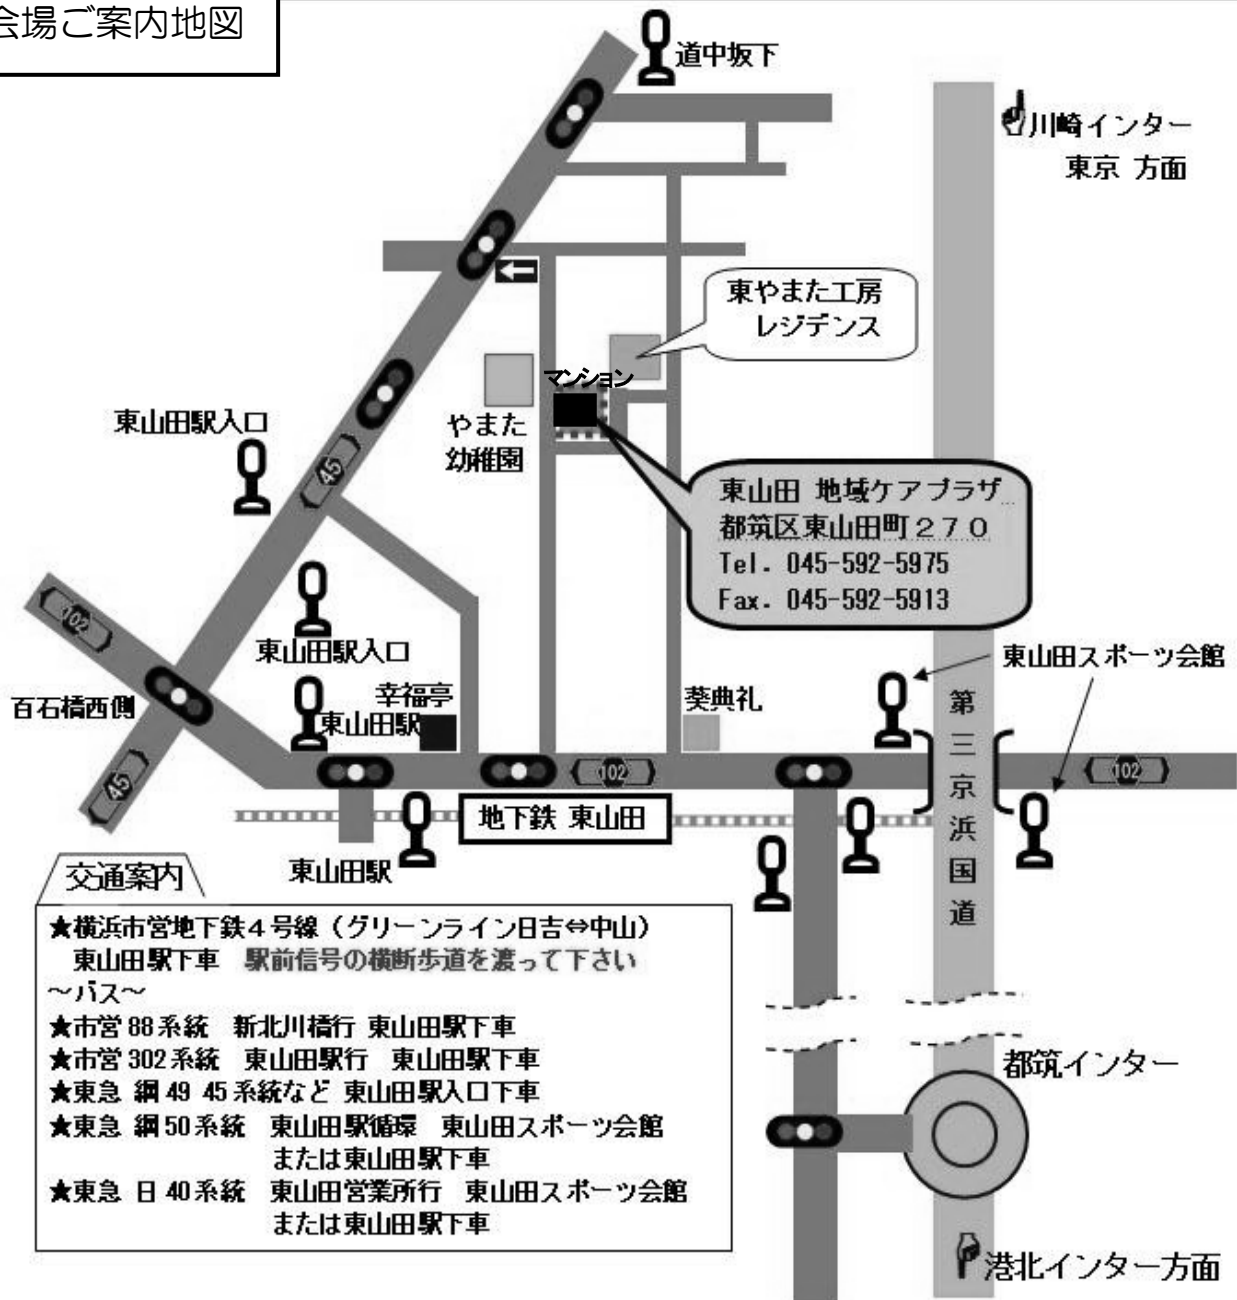 会場ご案内地図
道中坂下
川崎インター
東京 方面
東やまた工房
レジデンス
マンション
やまた
幼稚園
東山田駅入口
45
東山田 地域ケアプラザ
都筑区東山田町270
Tel. 045-592-5975
Fax. 045-592-5913
102
東山田駅入口
東山田スポーツ会館
百石橋西側
幸福亭
東山田駅
葵典礼
第三京浜国道
45
102
102
地下鉄 東山田
東山田駅
交通案内
★横浜市営地下鉄4号線（グリーンライン日吉⇔中山）
東山田駅下車 駅前信号の横断歩道を渡って下さい
～バス～
★市営88系統 新北川橋行 東山田駅下車
★市営302系統 東山田駅行 東山田駅下車
★東急 綱49 45系統など 東山田駅入口下車
★東急 綱50系統 東山田駅循環 東山田スポーツ会館
または東山田駅下車
★東急 日40系統 東山田営業所行 東山田スポーツ会館
または東山田駅下車
都筑インター
港北インター方面